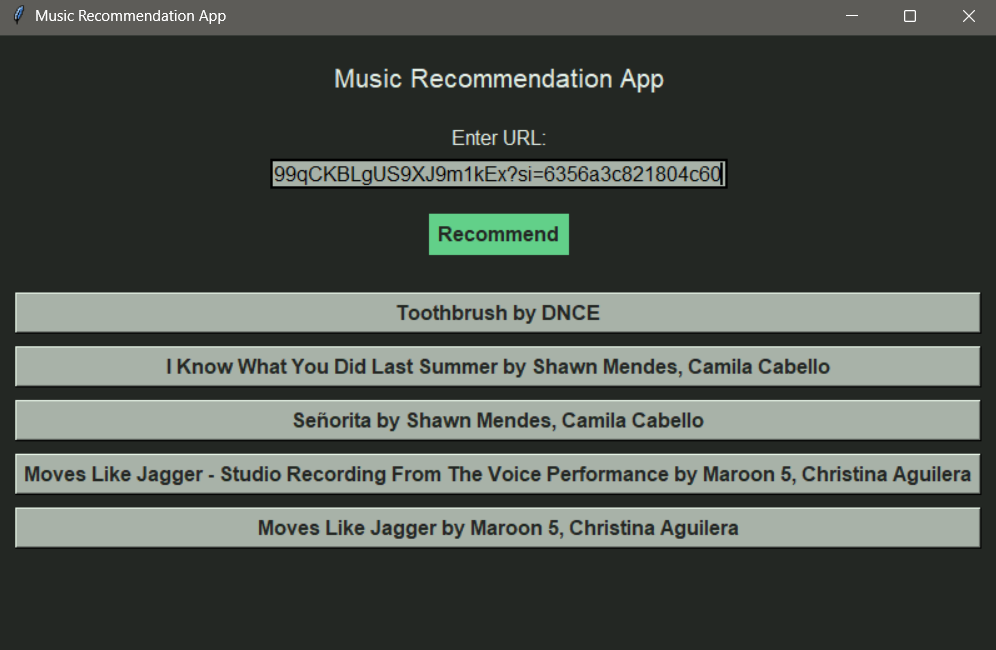 Music Recommendation App
Music Recommendation App
Enter URL:
99qCKBLgUS9XJ9m1kEx?si=6356a3c821804c60
Recommend
Toothbrush by DNCE
I Know What You Did Last Summer by Shawn Mendes, Camila Cabello
Señorita by Shawn Mendes, Camila Cabello
Moves Like Jagger - Studio Recording From The Voice Performance by Maroon 5, Christina Aguilera
Moves Like Jagger by Maroon 5, Christina Aguilera